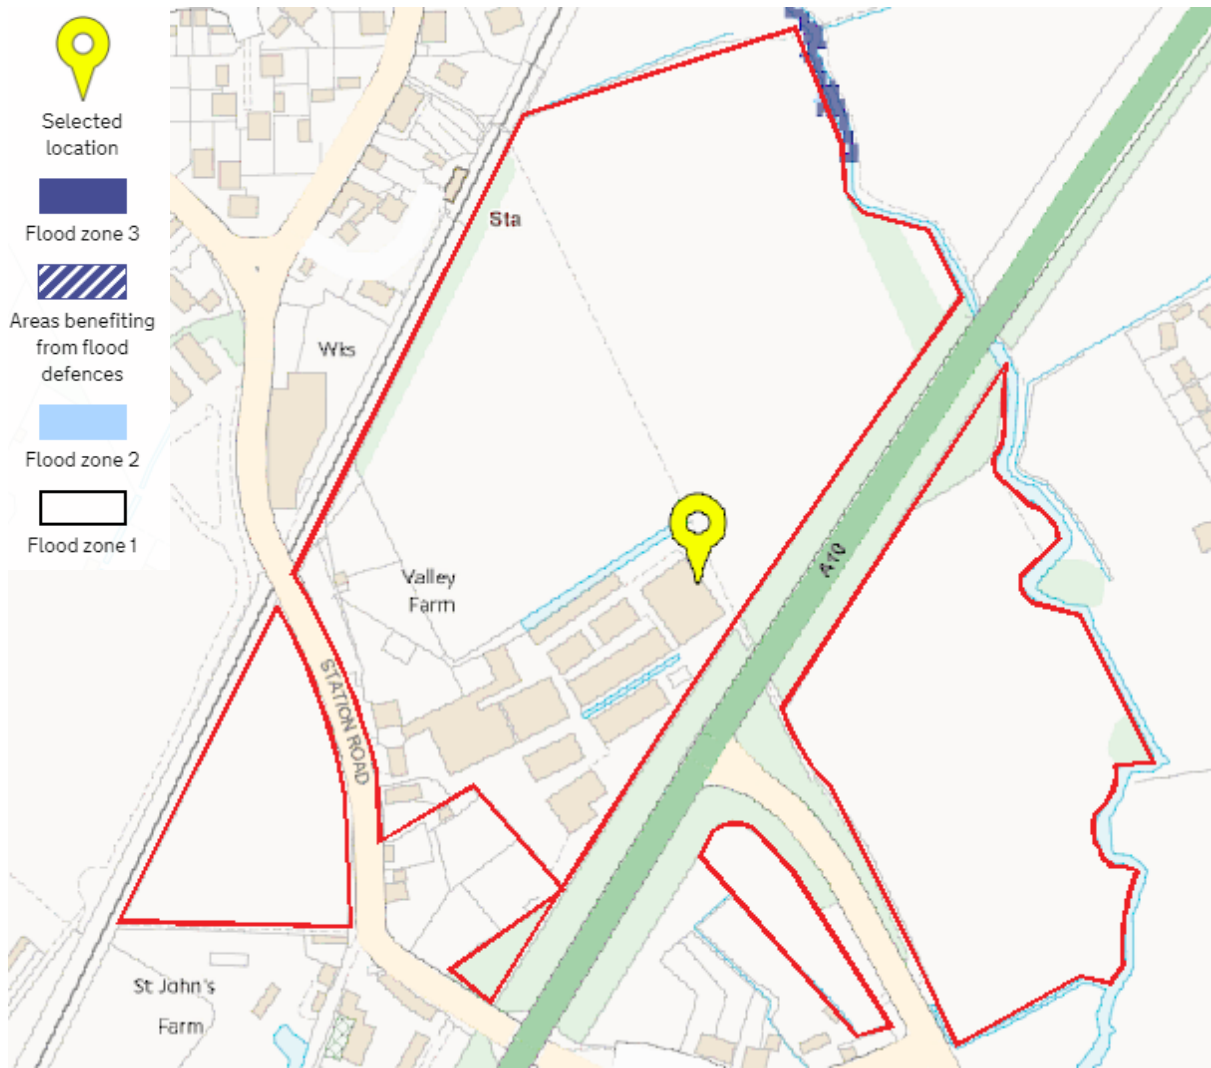 Selected
location
Flood zone 3
Areas benefiting
from flood
defences
Flood zone 2
Flood zone 1
Sta
Wks
Valley
Farm
A10
STATION ROAD
St John's
Farm